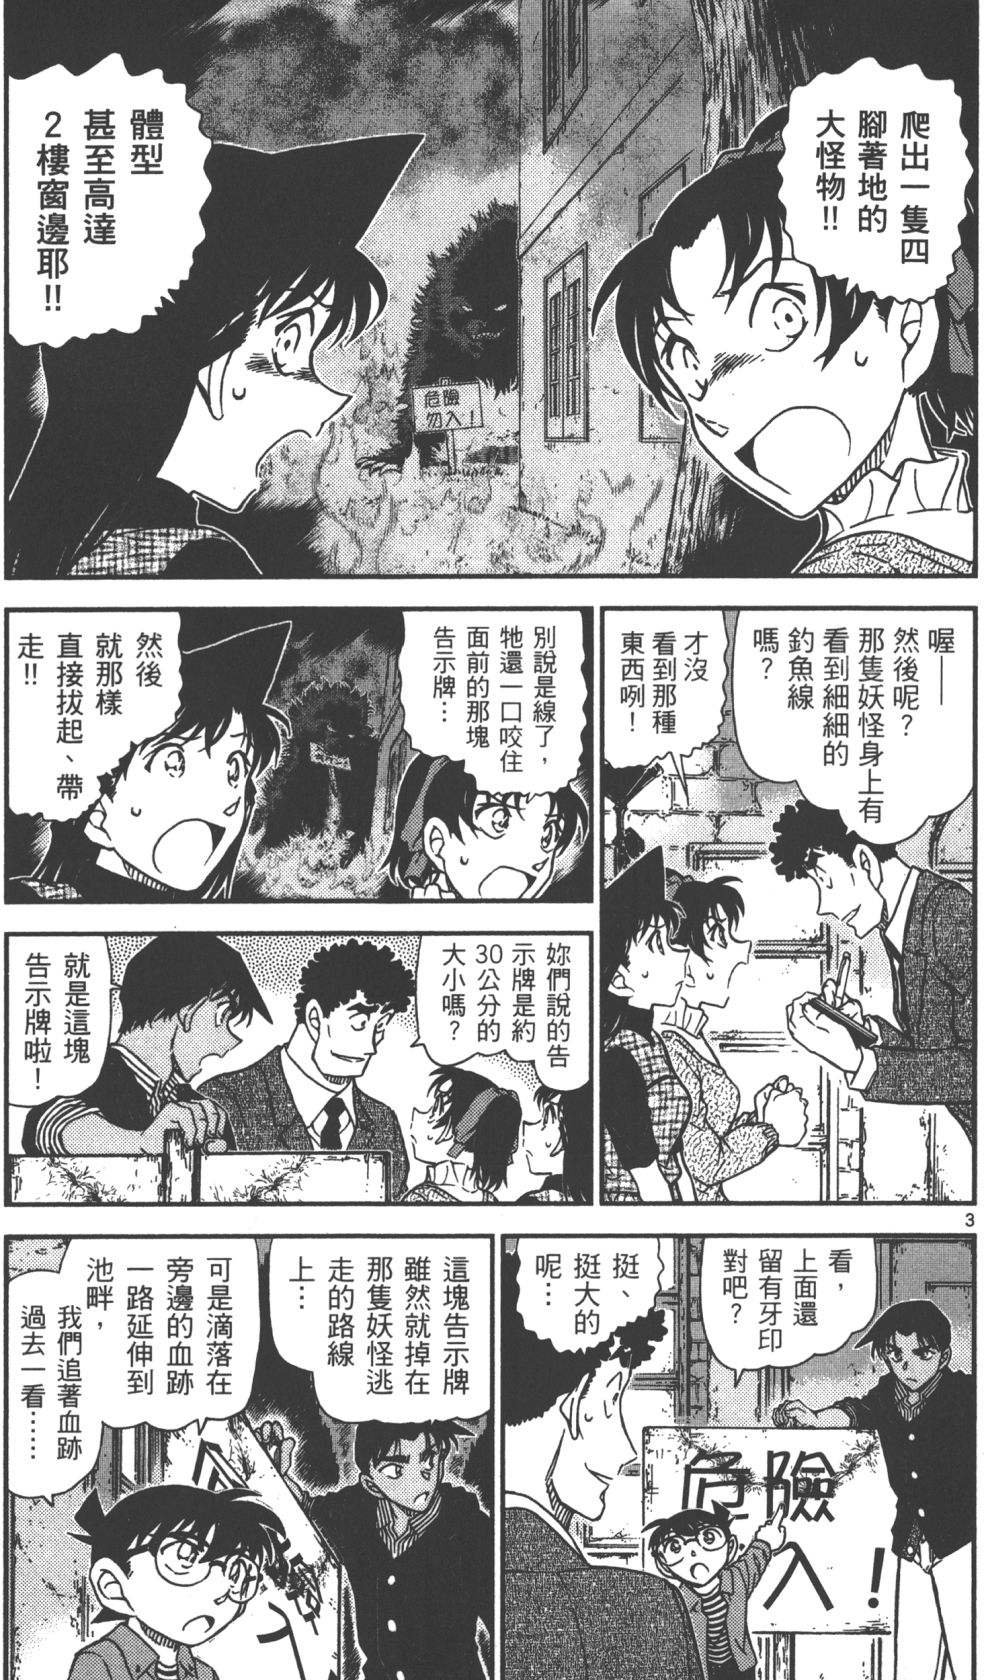 爬出一隻四
腳著地的
大怪物!!
體型
甚至高達
2樓窗邊耶!!
危險
勿入!
喔——
然後呢?
那隻妖怪身上有
看到細細的
釣魚線
嗎?
才沒
看到那種
東西咧!
別說是線了,
牠還一口咬住
面前的那塊
告示牌…
然後
就那樣
直接拔起、帶
走!!
妳們說的告
示牌是約
30公分的
大小嗎?
就是這塊
告示牌啦!
3
看,
上面還
留有牙印
對吧?
挺、
挺大的
呢…
危險
入!
這塊告示牌
雖然就掉在
那隻妖怪逃
走的路線
上…
可是滴落在
旁邊的血跡
一路延伸到
池畔,
我們追著血跡
過去一看……